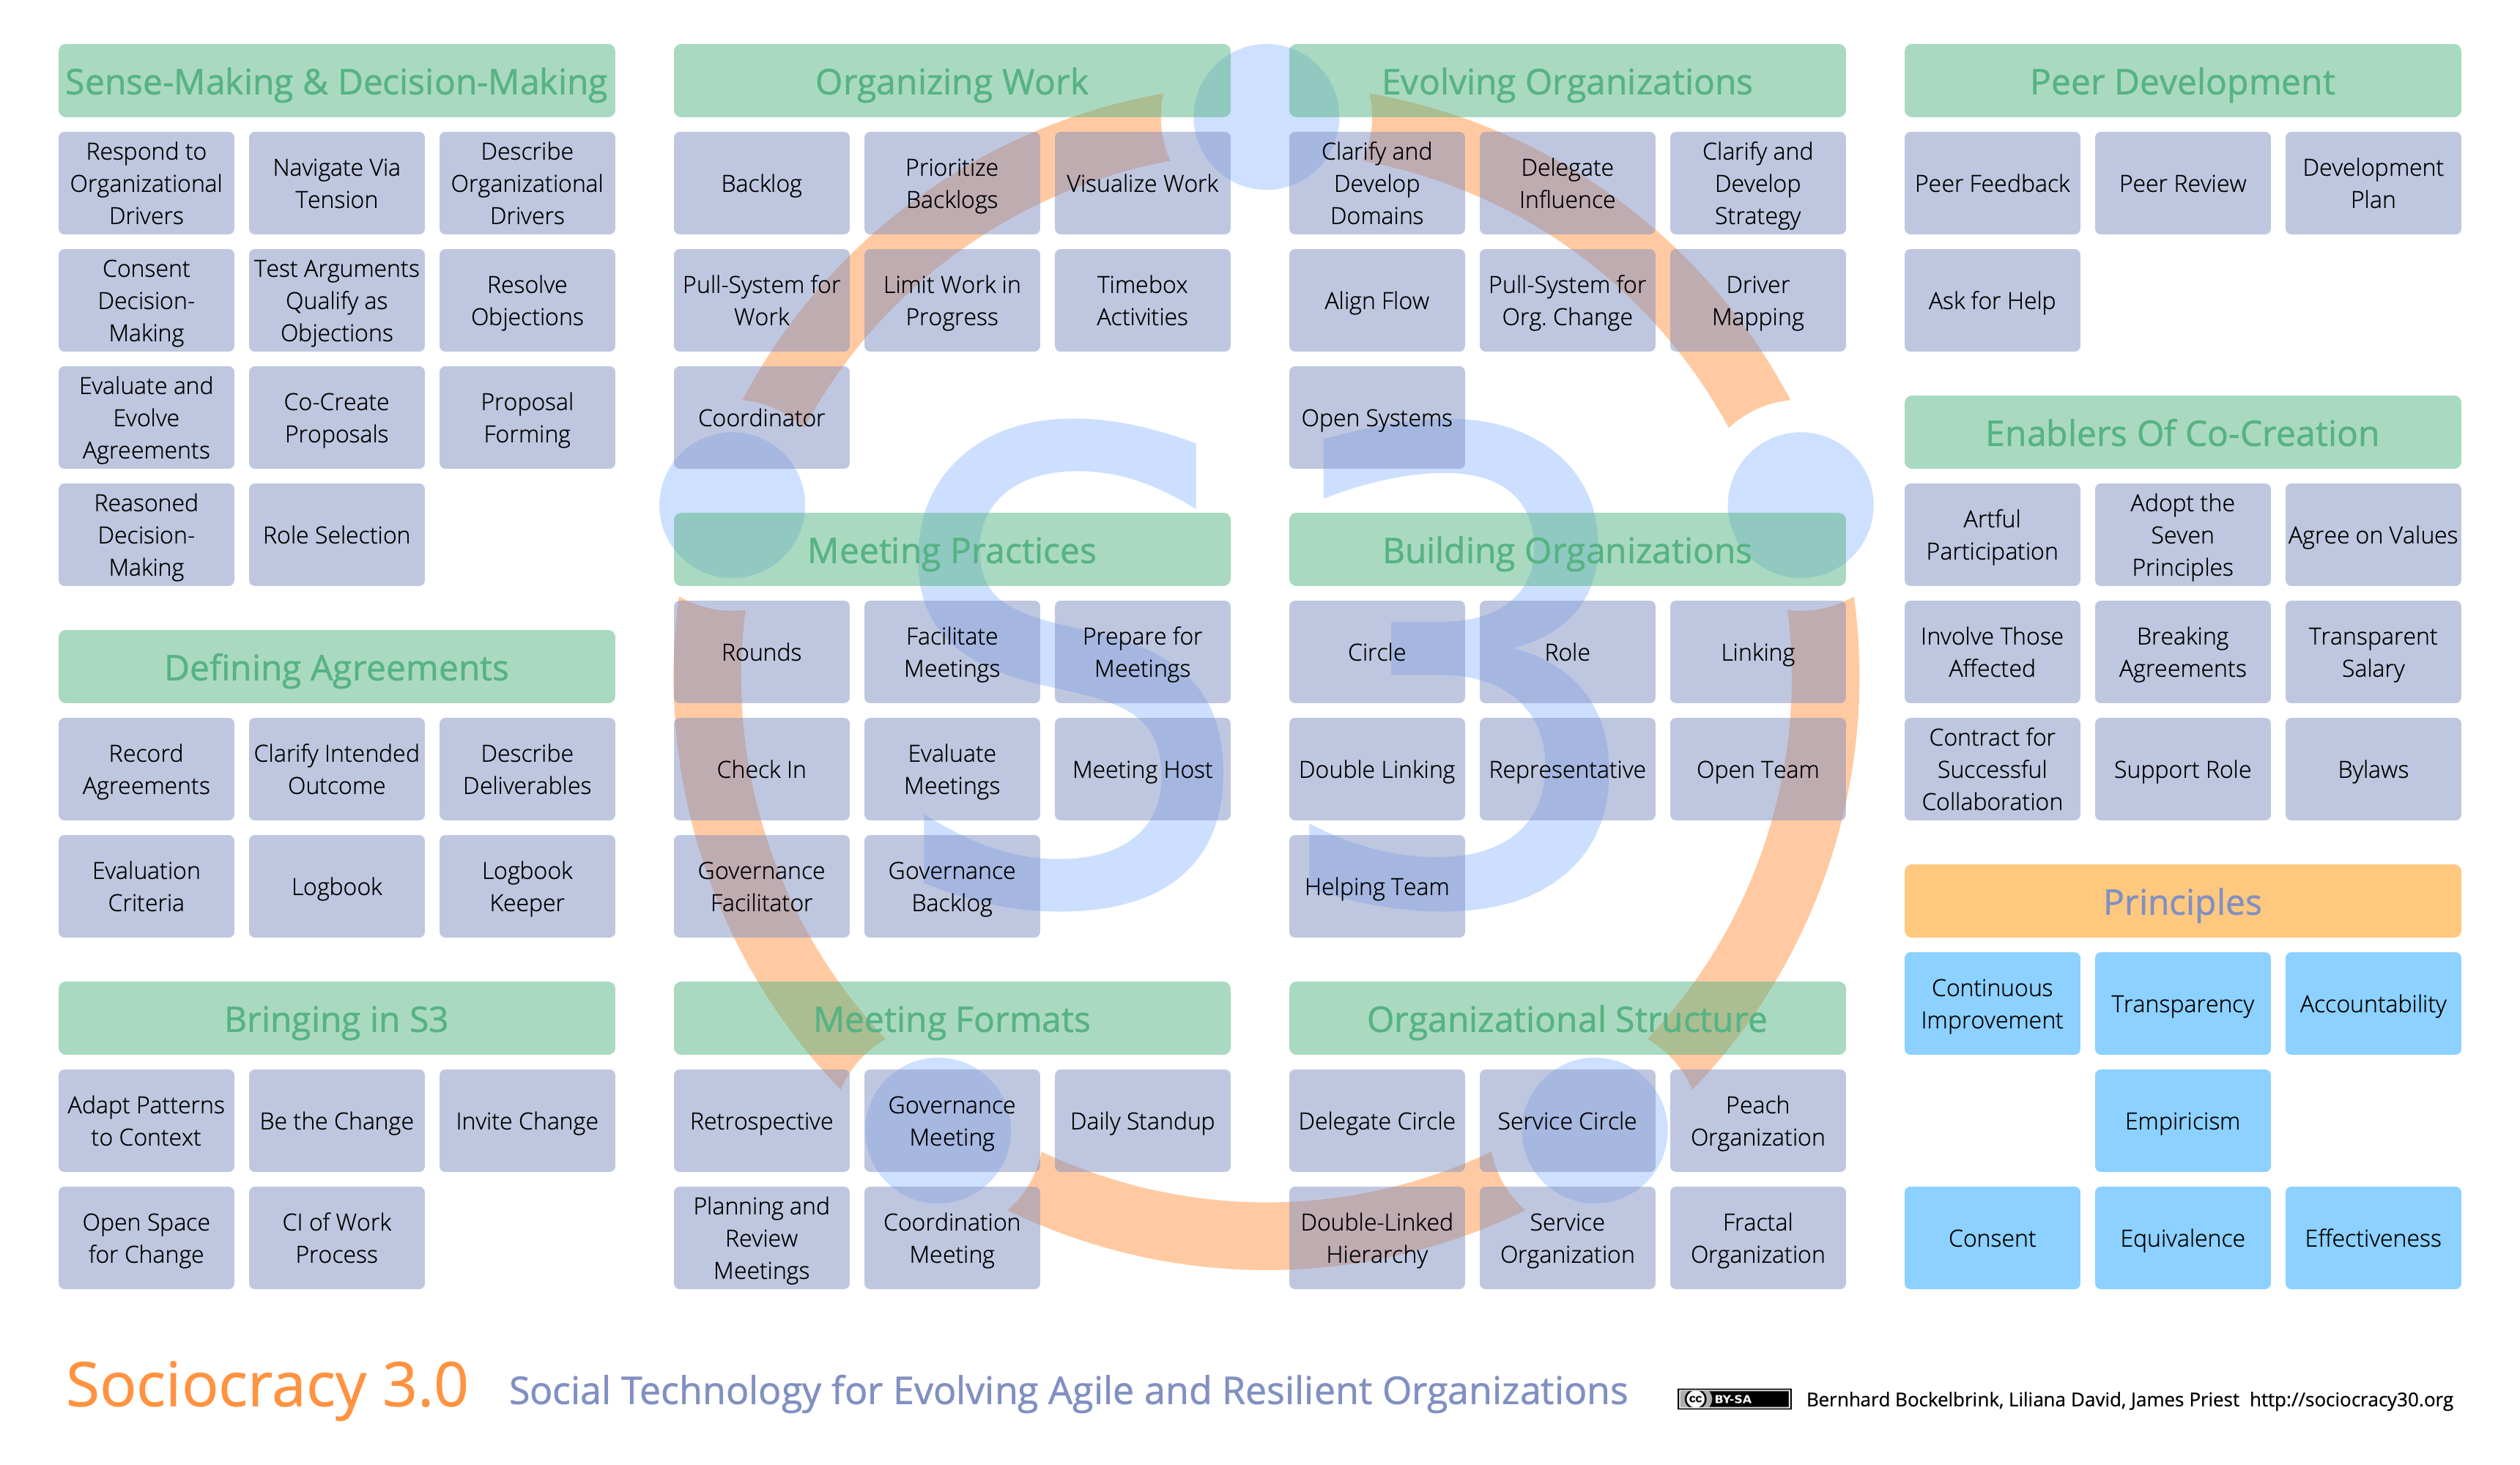 Sense-Making & Decision-Making
Respond to
Organizational
Drivers
Navigate Via
Tension
Describe
Organizational
Drivers
Consent
Decision-
Making
Test Arguments
Qualify as
Objections
Resolve
Objections
Evaluate and
Evolve
Agreements
Co-Create
Proposals
Proposal
Forming
Reasoned
Decision-
Making
Role Selection
Defining Agreements
Record
Agreements
Clarify Intended
Outcome
Describe
Deliverables
Evaluation
Criteria
Logbook
Logbook
Keeper
Bringing in S3
Adapt Patterns
to Context
Be the Change
Invite Change
Open Space
for Change
CI of Work
Process
Organizing Work
Backlog
Prioritize
Backlogs
Visualize Work
Pull-System for
Work
Limit Work in
Progress
Timebox
Activities
Coordinator
Meeting Practices
Rounds
Facilitate
Meetings
Prepare for
Meetings
Check In
Evaluate
Meetings
Meeting Host
Governance
Facilitator
Governance
Backlog
Meeting Formats
Retrospective
Governance
Meeting
Daily Standup
Planning and
Review
Meetings
Coordination
Meeting
Evolving Organizations
Clarify and
Develop
Domains
Delegate
Influence
Clarify and
Develop
Strategy
Align Flow
Pull-System for
Org. Change
Driver
Mapping
Open Systems
Building Organizations
Circle
Role
Linking
Double Linking
Representative
Open Team
Helping Team
Organizational Structure
Delegate Circle
Service Circle
Peach
Organization
Double-Linked
Hierarchy
Service
Organization
Fractal
Organization
Peer Development
Peer Feedback
Peer Review
Development
Plan
Ask for Help
Enablers Of Co-Creation
Artful
Participation
Adopt the
Seven
Principles
Agree on Values
Involve Those
Affected
Breaking
Agreements
Transparent
Salary
Contract for
Successful
Collaboration
Support Role
Bylaws
Principles
Continuous
Improvement
Transparency
Accountability
Empiricism
Consent
Equivalence
Effectiveness
S3
Sociocracy 3.0
Social Technology for Evolving Agile and Resilient Organizations
cc BY-SA
Bernhard Bockelbrink, Liliana David, James Priest http://sociocracy30.org